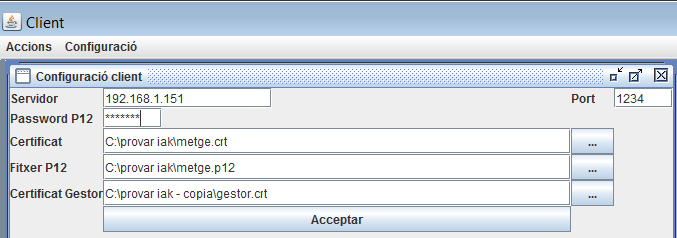 Client
Accions Configuració
Configuració client
Servidor 192.168.1.151 Port 1234
Password P12 *******
Certificat C:\provar iak\metge.crt ...
Fitxer P12 C:\provar iak\metge.p12 ...
Certificat Gestor C:\provar iak - copia\gestor.crt ...
Acceptar